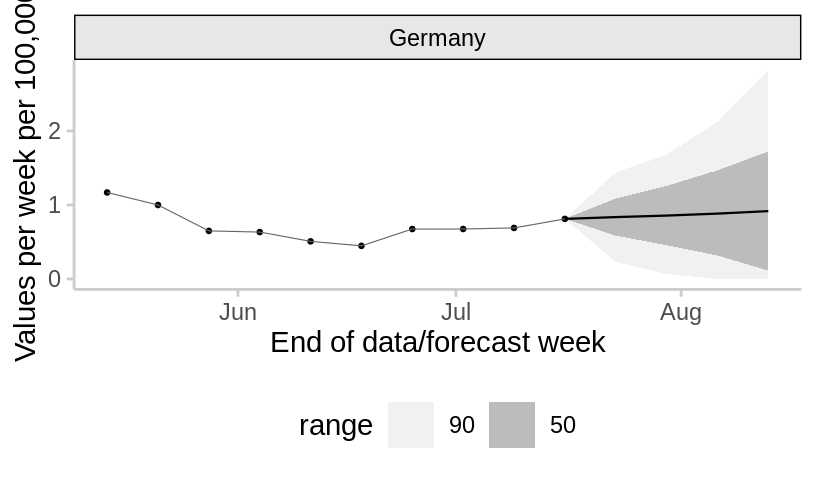 Germany
Values per week per 100,000
2
1
0
Jun Jul Aug
End of data/forecast week
range 90 50